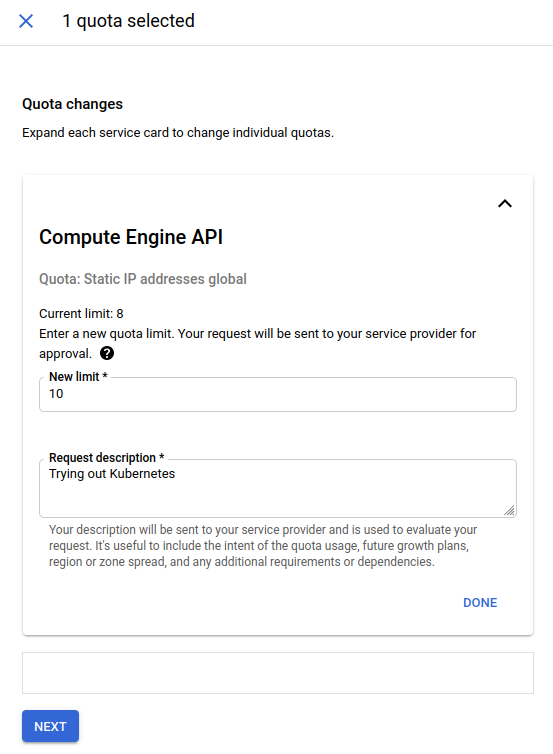 1 quota selected
Quota changes
Expand each service card to change individual quotas.
Compute Engine API
Quota: Static IP addresses global
Current limit: 8
Enter a new quota limit. Your request will be sent to your service provider for
approval. ?
New limit *
10
Request description *
Trying out Kubernetes
Your description will be sent to your service provider and is used to evaluate your
request. It's useful to include the intent of the quota usage, future growth plans,
region or zone spread, and any additional requirements or dependencies.
DONE
NEXT